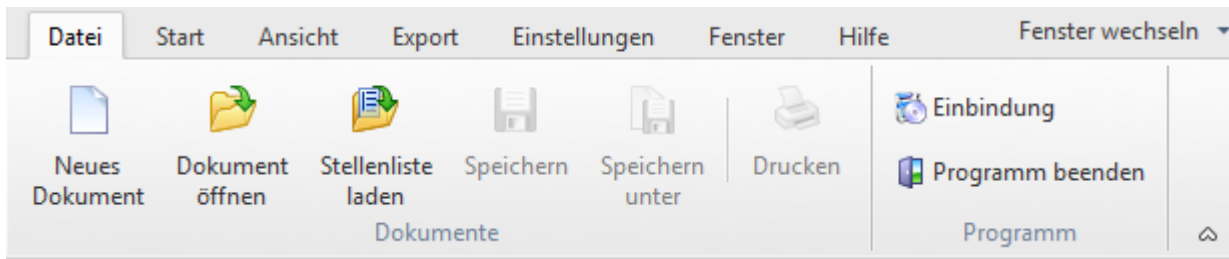 Datei Start Ansicht Export Einstellungen Fenster Hilfe Fenster wechseln
Neues Dokument
Dokument öffnen
Stellenliste laden
Speichern
Speichern unter
Drucken
Dokumente
Einbindung
Programm beenden
Programm